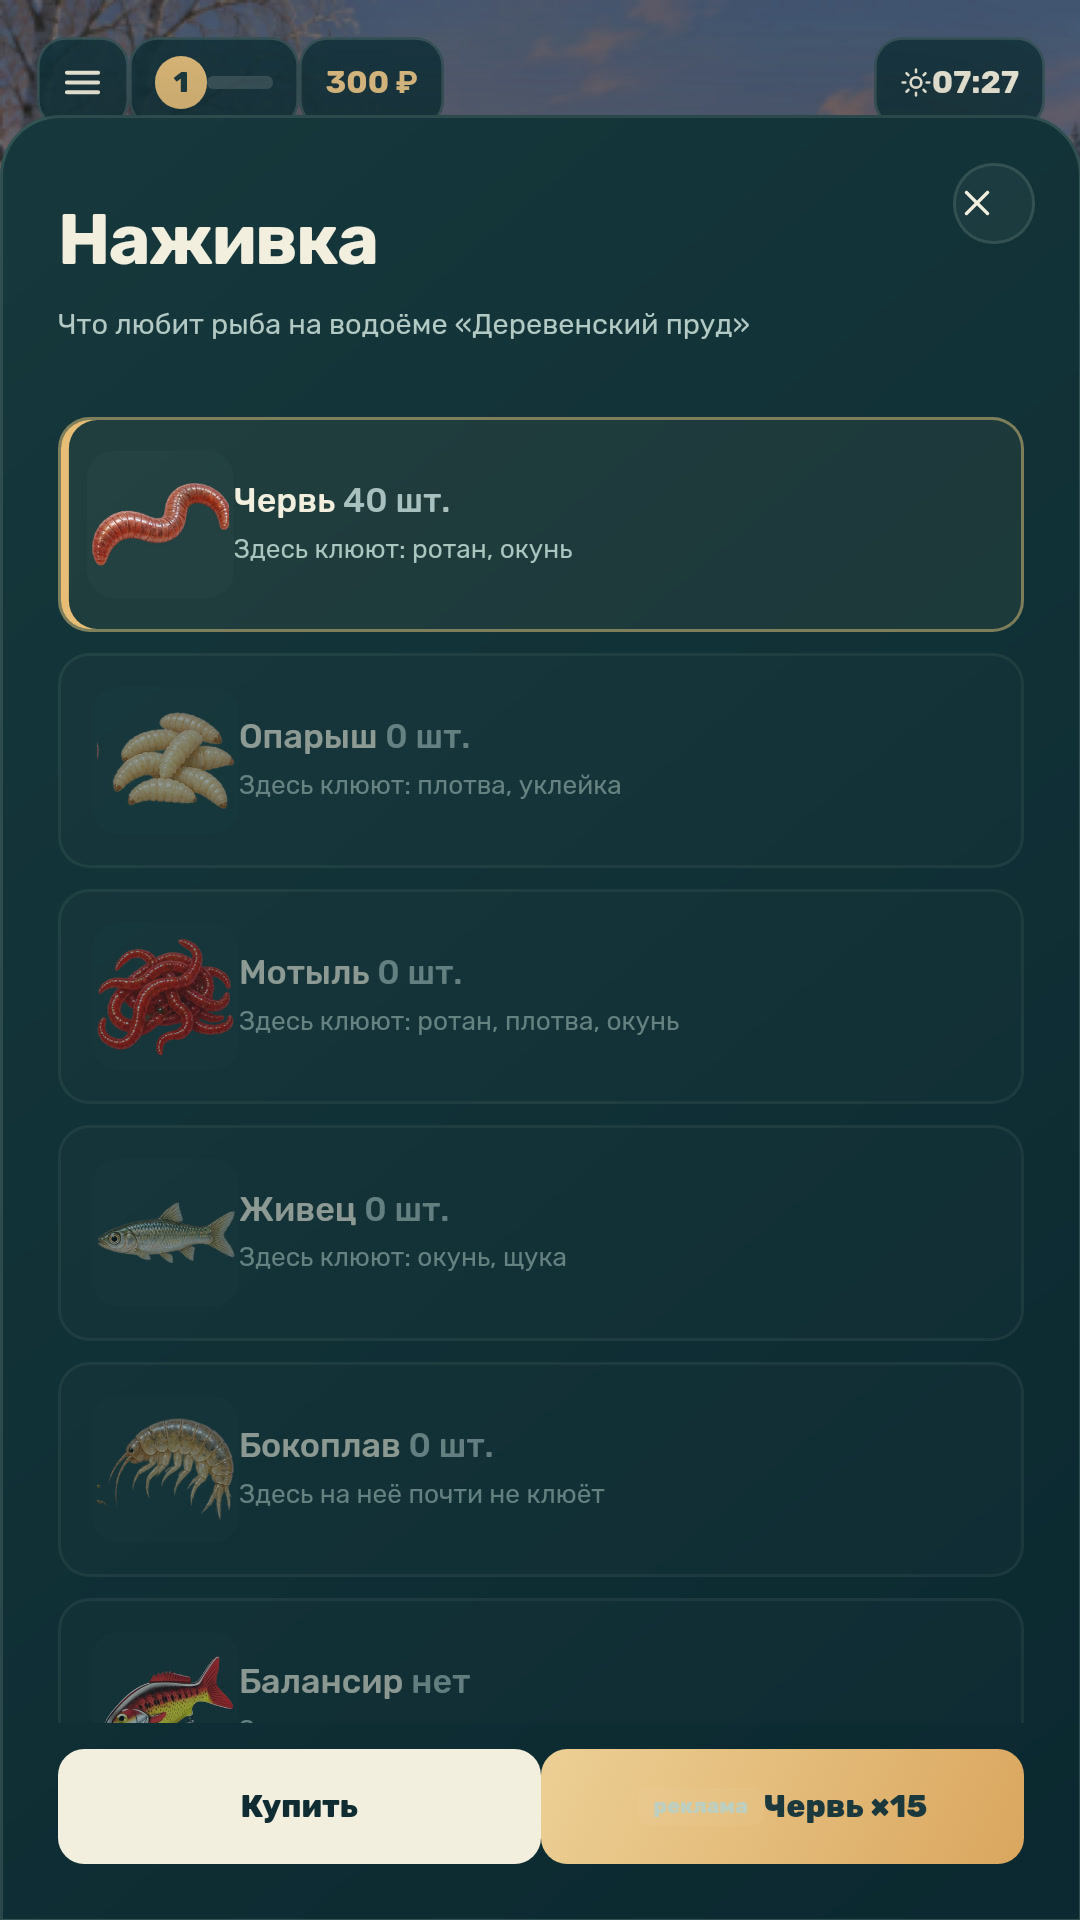 1
300 ₽
07:27
Наживка
Что любит рыба на водоёме «Деревенский пруд»
Червь 40 шт.
Здесь клюют: ротан, окунь
Опарыш 0 шт.
Здесь клюют: плотва, уклейка
Мотыль 0 шт.
Здесь клюют: ротан, плотва, окунь
Живец 0 шт.
Здесь клюют: окунь, щука
Бокоплав 0 шт.
Здесь на неё почти не клюёт
Балансир нет
Купить
реклама Червь ×15